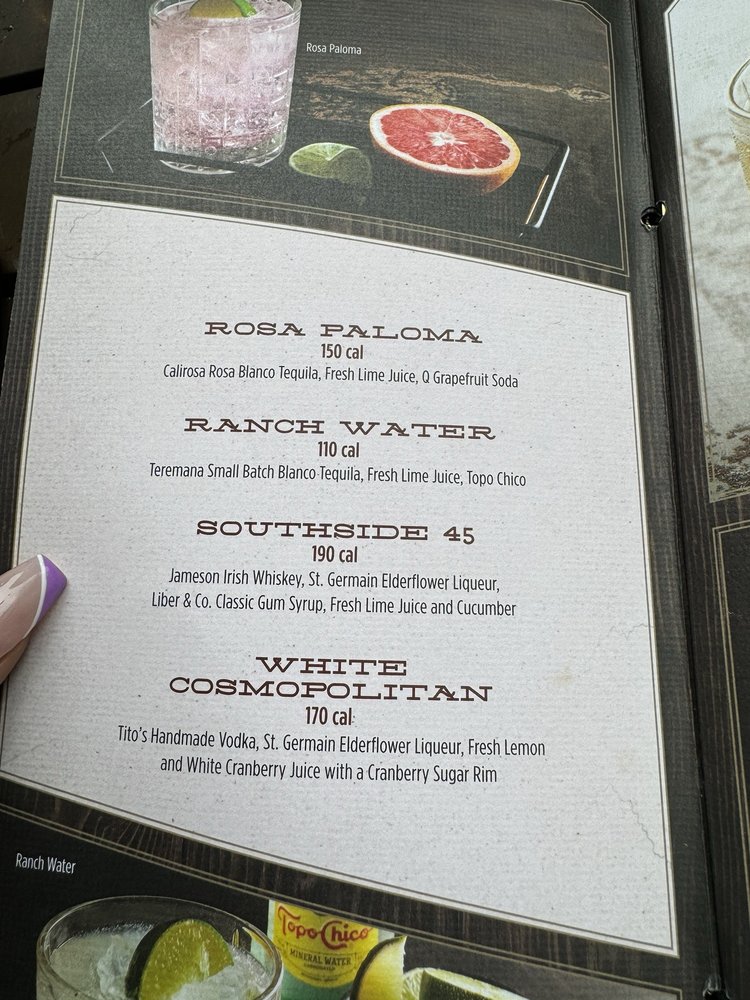 Rosa Paloma
ROSA PALOMA
150 cal
Calirosa Rosa Blanco Tequila, Fresh Lime Juice, Q Grapefruit Soda
RANCH WATER
110 cal
Teremana Small Batch Blanco Tequila, Fresh Lime Juice, Topo Chico
SOUTHSIDE 45
190 cal
Jameson Irish Whiskey, St. Germain Elderflower Liqueur,
Liber & Co. Classic Gum Syrup, Fresh Lime Juice and Cucumber
WHITE
COSMOPOLITAN
170 cal
Tito's Handmade Vodka, St. Germain Elderflower Liqueur, Fresh Lemon
and White Cranberry Juice with a Cranberry Sugar Rim
Ranch Water
Topo Chico
MINERAL WATER
CARBONATED